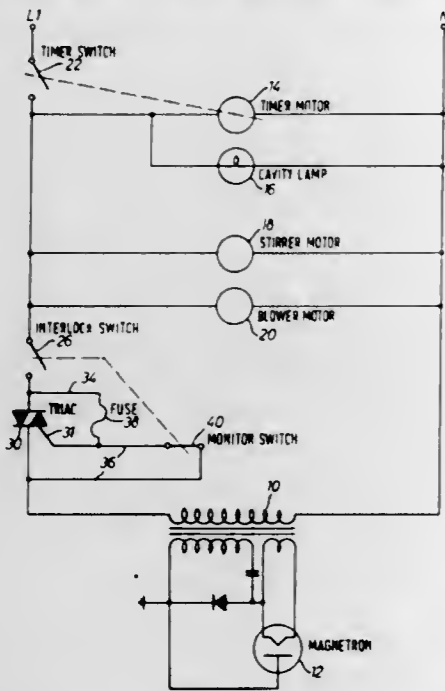 L1
N
TIMER SWITCH
22
14
TIMER MOTOR
CAVITY LAMP
16
18
STIRRER MOTOR
BLOWER MOTOR
20
INTERLOCK SWITCH
26
34
TRIAC
FUSE
30
31
38
40
MONITOR SWITCH
36
10
MAGNETRON
12